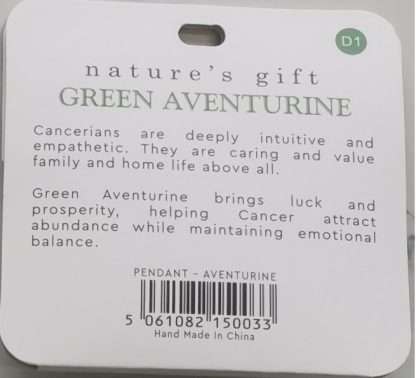 D1
nature's gift
GREEN AVENTURINE
Cancerians are deeply intuitive and
empathetic. They are caring and value
family and home life above all.
Green Aventurine brings luck and
prosperity, helping Cancer attract
abundance while maintaining emotional
balance.
PENDANT – AVENTURINE
5 061082 150033
Hand Made In China